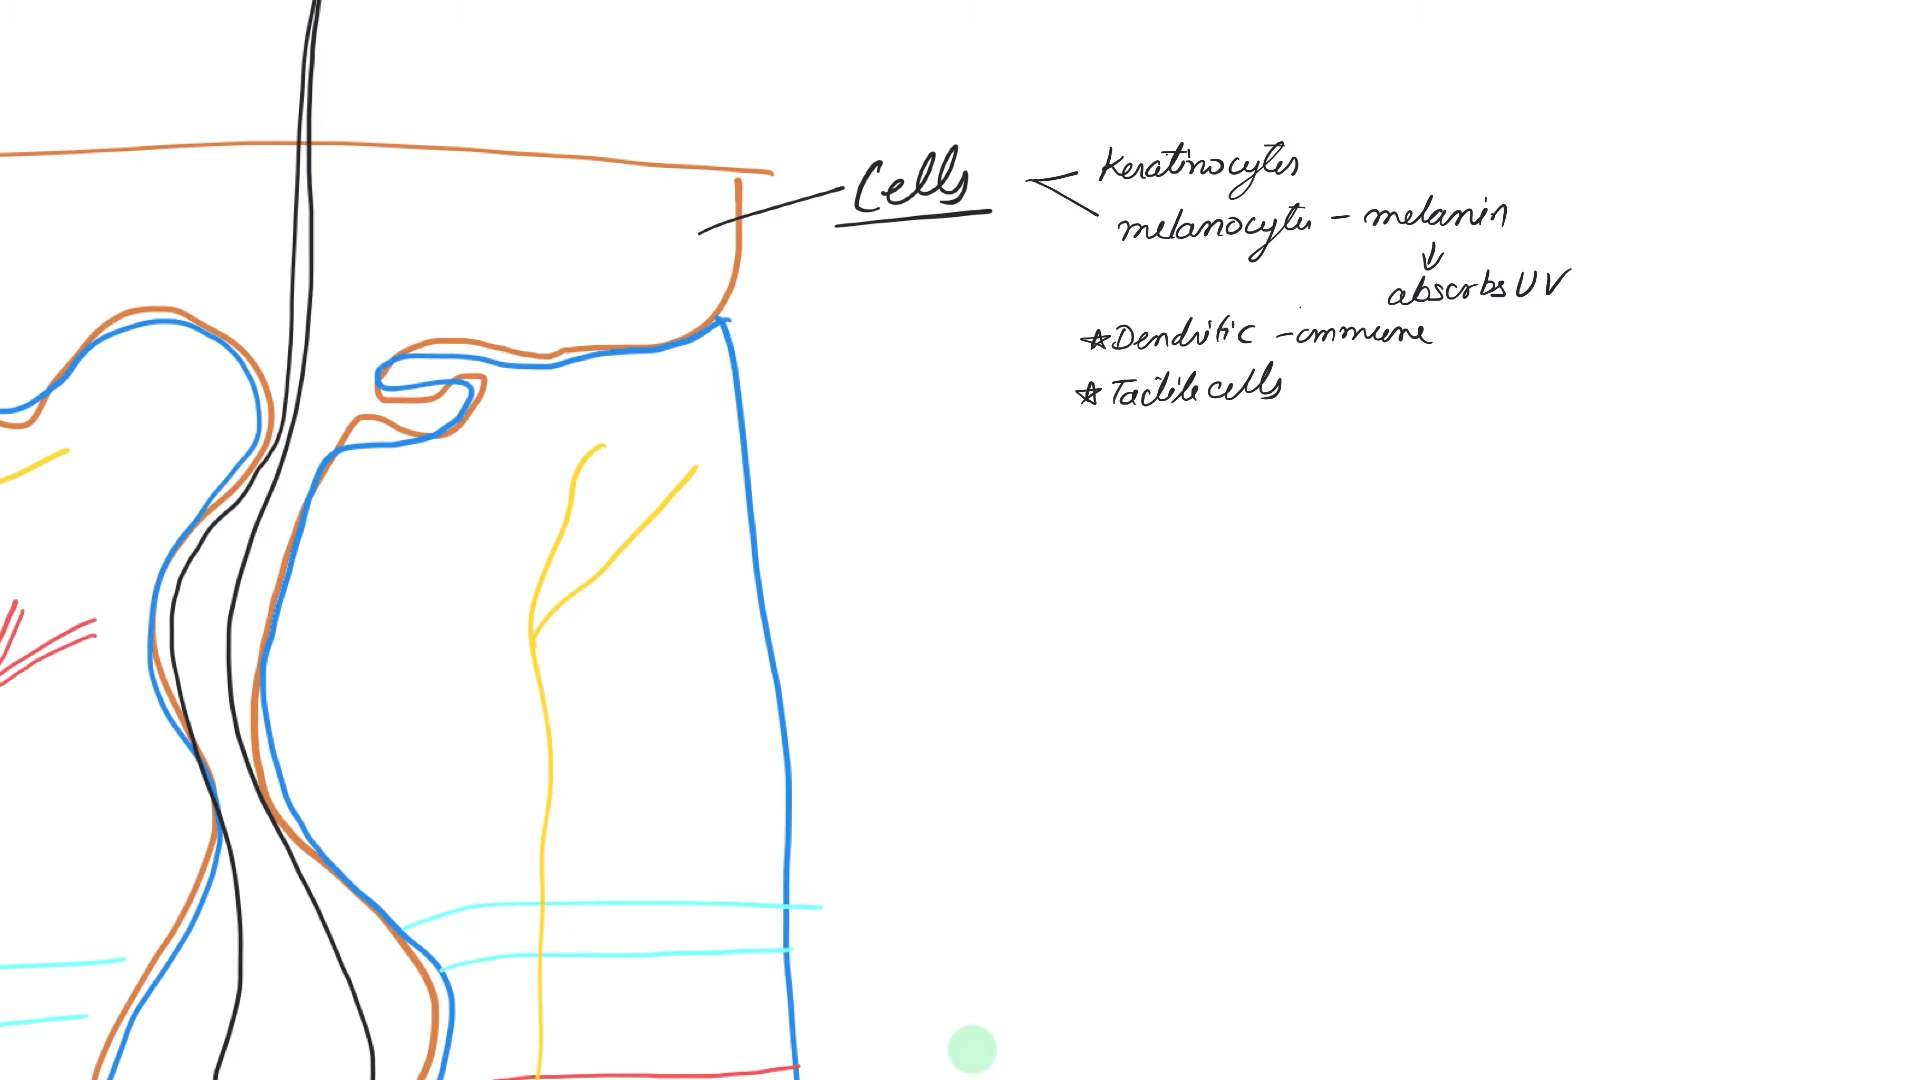 Cells
Keratinocytes
melanocytes - melanin
↓
absorbs UV
☆ Dendritic - immune
☆ Tactile cells